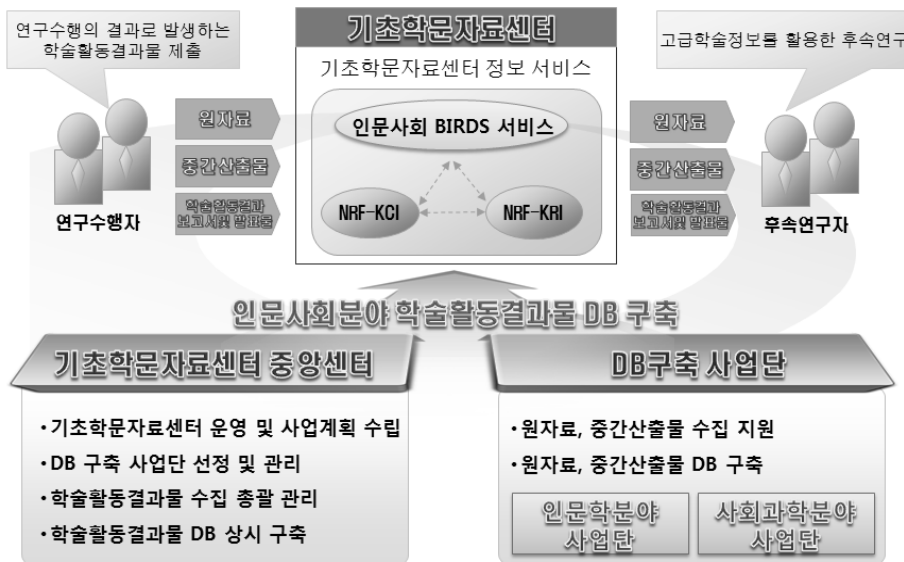 연구수행의 결과로 발생하는
학술활동결과물 제출
기초학문자료센터
기초학문자료센터 정보 서비스
고급학술정보를 활용한 후속연구
원자료
중간산출물
학술활동결과
보고서및 발표물
연구수행자
인문사회 BIRDS 서비스
NRF-KCI
NRF-KRI
원자료
중간산출물
학술활동결과
보고서및 발표물
후속연구자
인문사회분야 학술활동결과물 DB 구축
기초학문자료센터 중앙센터
•기초학문자료센터 운영 및 사업계획 수립
•DB 구축 사업단 선정 및 관리
•학술활동결과물 수집 총괄 관리
•학술활동결과물 DB 상시 구축
DB구축 사업단
•원자료, 중간산출물 수집 지원
•원자료, 중간산출물 DB 구축
인문학분야
사업단
사회과학분야
사업단